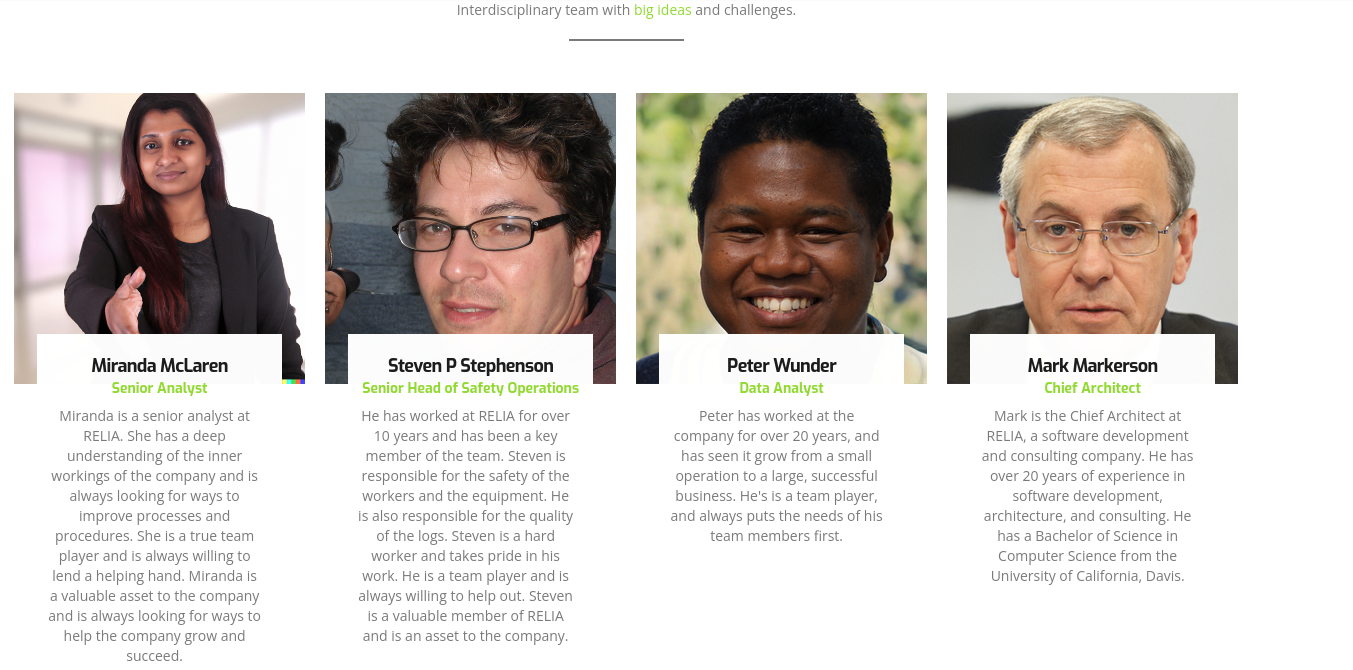 Interdisciplinary team with big ideas and challenges.
Miranda McLaren
Senior Analyst
Miranda is a senior analyst at
RELIA. She has a deep
understanding of the inner
workings of the company and is
always looking for ways to
improve processes and
procedures. She is a true team
player and is always willing to
lend a helping hand. Miranda is
a valuable asset to the company
and is always looking for ways to
help the company grow and
succeed.
Steven P Stephenson
Senior Head of Safety Operations
He has worked at RELIA for over
10 years and has been a key
member of the team. Steven is
responsible for the safety of the
workers and the equipment. He
is also responsible for the quality
of the logs. Steven is a hard
worker and takes pride in his
work. He is a team player and is
always willing to help out. Steven
is a valuable member of RELIA
and is an asset to the company.
Peter Wunder
Data Analyst
Peter has worked at the
company for over 20 years, and
has seen it grow from a small
operation to a large, successful
business. He's is a team player,
and always puts the needs of his
team members first.
Mark Markerson
Chief Architect
Mark is the Chief Architect at
RELIA, a software development
and consulting company. He has
over 20 years of experience in
software development,
architecture, and consulting. He
has a Bachelor of Science in
Computer Science from the
University of California, Davis.